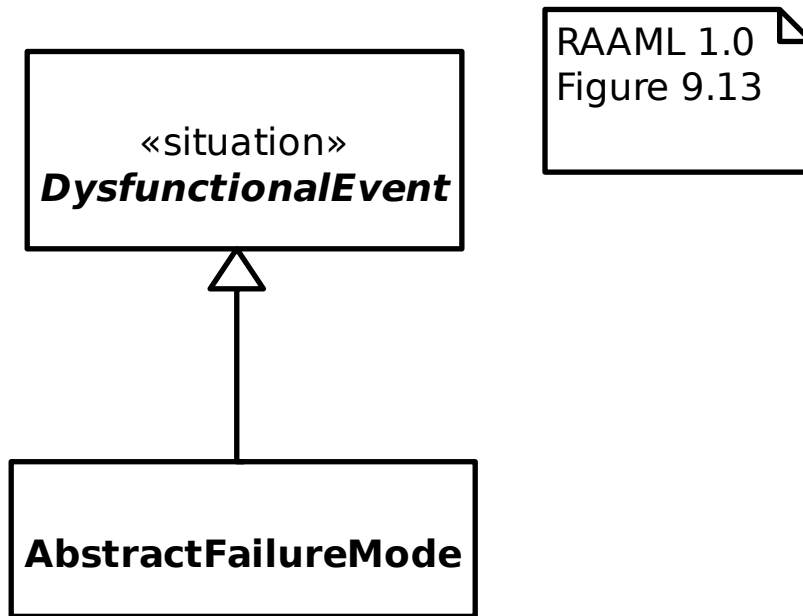 «situation»
DysfunctionalEvent
RAAML 1.0
Figure 9.13
AbstractFailureMode